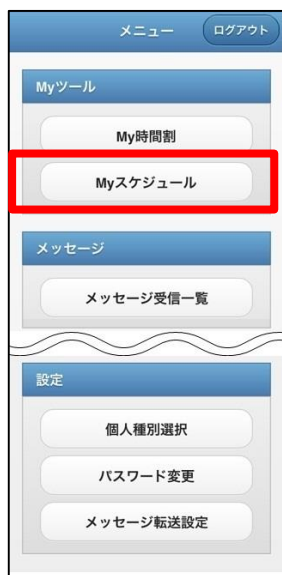 メニュー
ログアウト
Myツール
My時間割
Myスケジュール
メッセージ
メッセージ受信一覧
設定
個人種別選択
パスワード変更
メッセージ転送設定